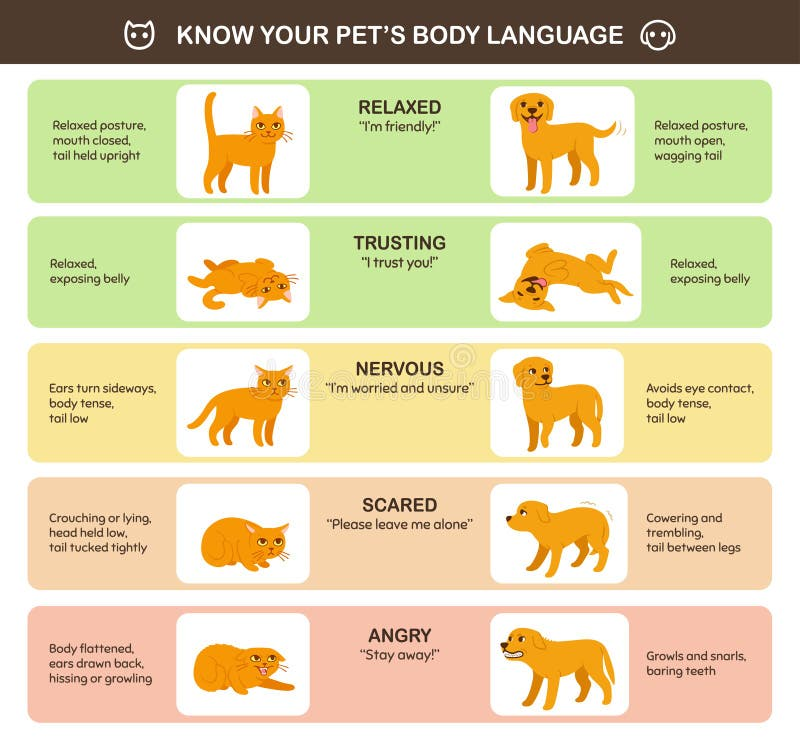 KNOW YOUR PET'S BODY LANGUAGE
RELAXED
“I'm friendly!”
Relaxed posture,
mouth closed,
tail held upright
Relaxed posture,
mouth open,
wagging tail
TRUSTING
“I trust you!”
Relaxed,
exposing belly
Relaxed,
exposing belly
NERVOUS
“I'm worried and unsure”
Ears turn sideways,
body tense,
tail low
Avoids eye contact,
body tense,
tail low
SCARED
“Please leave me alone”
Crouching or lying,
head held low,
tail tucked tightly
Cowering and
trembling,
tail between legs
ANGRY
“Stay away!”
Body flattened,
ears drawn back,
hissing or growling
Growls and snarls,
baring teeth